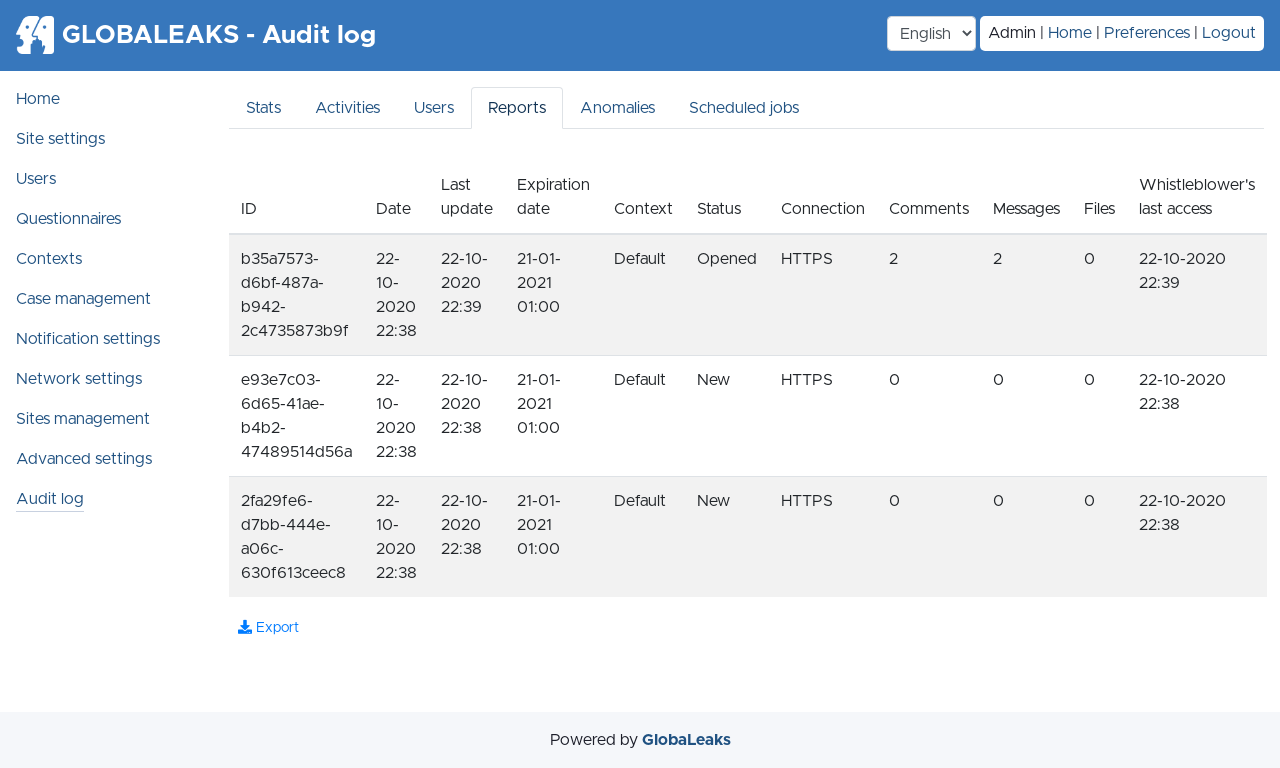 GLOBALEAKS - Audit log
English
Admin | Home | Preferences | Logout
Home
Site settings
Users
Questionnaires
Contexts
Case management
Notification settings
Network settings
Sites management
Advanced settings
Audit log
Stats Activities Users Reports Anomalies Scheduled jobs
ID Date Last update Expiration date Context Status Connection Comments Messages Files Whistleblower's last access
b35a7573-d6bf-487a-b942-2c4735873b9f 22-10-2020 22:38 22-10-2020 22:39 21-01-2021 01:00 Default Opened HTTPS 2 2 0 22-10-2020 22:39
e93e7c03-6d65-41ae-b4b2-47489514d56a 22-10-2020 22:38 22-10-2020 22:38 21-01-2021 01:00 Default New HTTPS 0 0 0 22-10-2020 22:38
2fa29fe6-d7bb-444e-a06c-630f613ceec8 22-10-2020 22:38 22-10-2020 22:38 21-01-2021 01:00 Default New HTTPS 0 0 0 22-10-2020 22:38
Export
Powered by GlobaLeaks